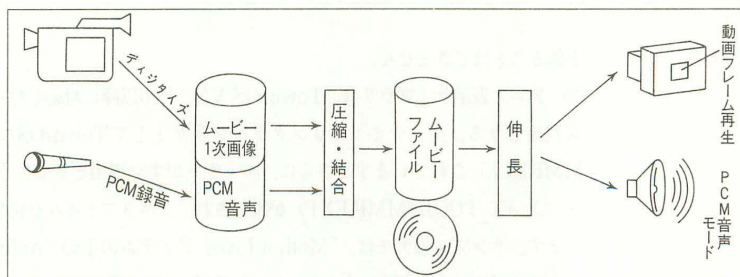 ディジタイズ
PCM録音
ムービー
1次画像
PCM
音声
圧縮・結合
ムービー
ファイル
伸長
動画フレーム再生
PCM音声
モード